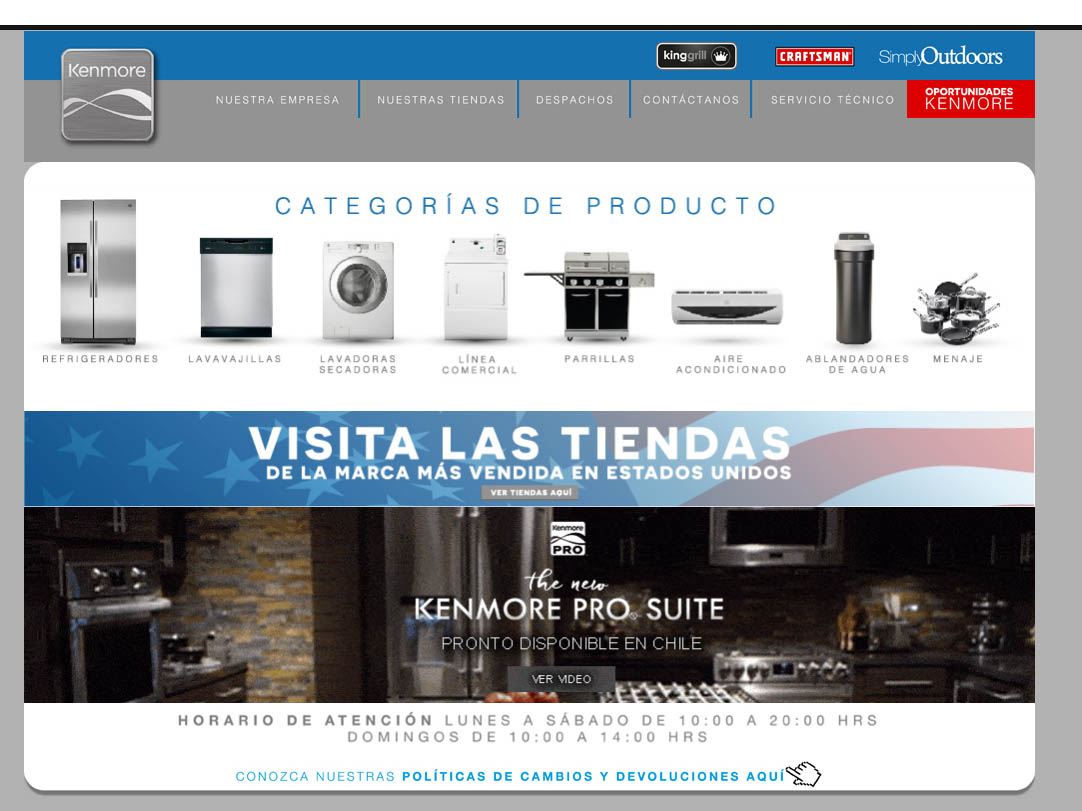 kinggrill
CRAFTSMAN
SimplyOutdoors
Kenmore
NUESTRA EMPRESA
NUESTRAS TIENDAS
DESPACHOS
CONTÁCTANOS
SERVICIO TÉCNICO
OPORTUNIDADES
KENMORE
CATEGORÍAS DE PRODUCTO
REFRIGERADORES
LAVAVAJILLAS
LAVADORAS
SECADORAS
LÍNEA
COMERCIAL
PARRILLAS
AIRE
ACONDICIONADO
ABLANDADORES
DE AGUA
MENAJE
VISITA LAS TIENDAS
DE LA MARCA MÁS VENDIDA EN ESTADOS UNIDOS
VER TIENDAS AQUÍ
Kenmore
PRO
the new
KENMORE PRO® SUITE
PRONTO DISPONIBLE EN CHILE
VER VIDEO
HORARIO DE ATENCIÓN LUNES A SÁBADO DE 10:00 A 20:00 HRS
DOMINGOS DE 10:00 A 14:00 HRS
CONOZCA NUESTRAS POLÍTICAS DE CAMBIOS Y DEVOLUCIONES AQUÍ